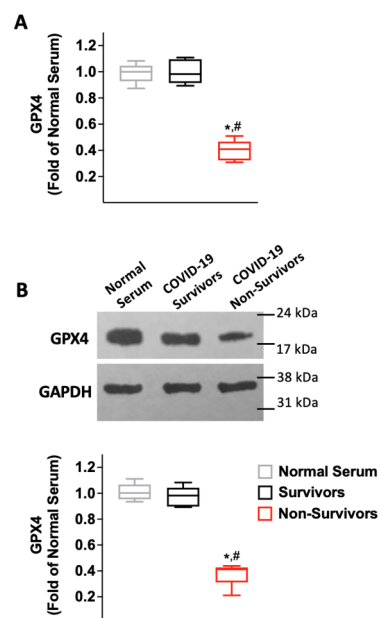 A
GPX4
(Fold of Normal Serum)
1.2
1.0
0.8
0.6
0.4
0.2
*,#
B
Normal
Serum
COVID-19
Survivors
COVID-19
Non-Survivors
GPX4
24 kDa
17 kDa
GAPDH
38 kDa
31 kDa
GPX4
(Fold of Normal Serum)
1.2
1.0
0.8
0.6
0.4
0.2
*,#
Normal Serum
Survivors
Non-Survivors